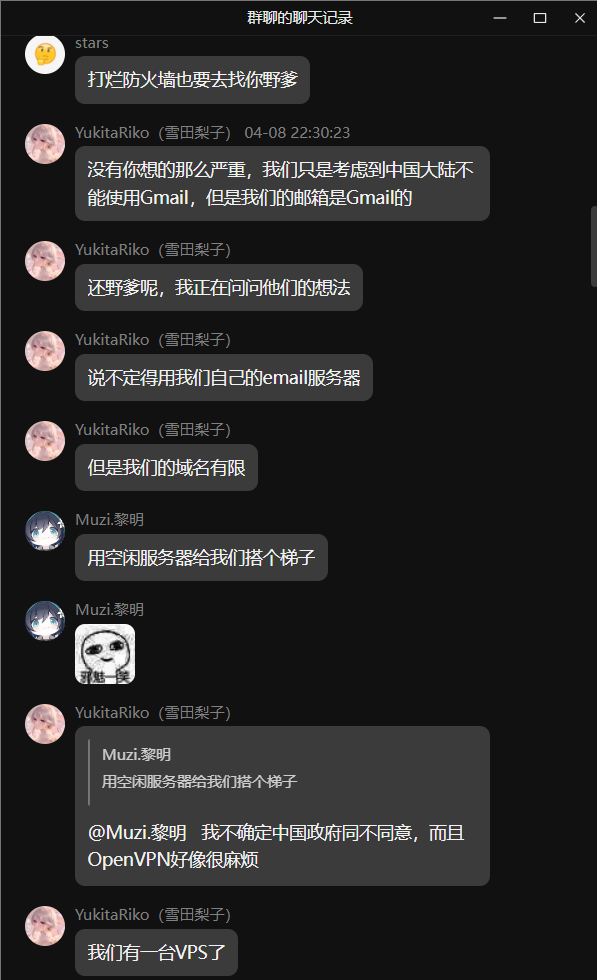 群聊的聊天记录
stars
打烂防火墙也要去找你野爹
YukitaRiko（雪田梨子） 04-08 22:30:23
没有你想的那么严重，我们只是考虑到中国大陆不
能使用Gmail，但是我们的邮箱是Gmail的
YukitaRiko（雪田梨子）
还野爹呢，我正在问问他们的想法
YukitaRiko（雪田梨子）
说不定得用我们自己的email服务器
YukitaRiko（雪田梨子）
但是我们的域名有限
Muzi.黎明
用空闲服务器给我们搭个梯子
Muzi.黎明
邪魅一笑
YukitaRiko（雪田梨子）
Muzi.黎明
用空闲服务器给我们搭个梯子
@Muzi.黎明 我不确定中国政府同不同意，而且
OpenVPN好像很麻烦
YukitaRiko（雪田梨子）
我们有一台VPS了